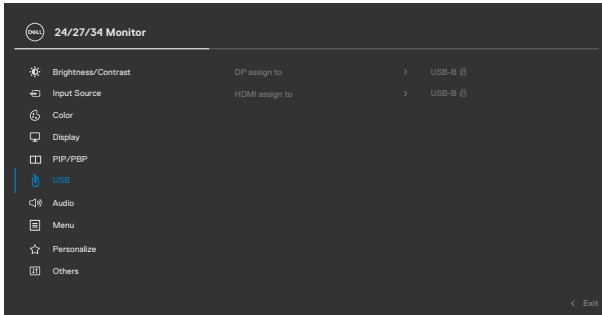 DELL 24/27/34 Monitor
Brightness/Contrast DP assign to > USB-B
Input Source HDMI assign to > USB-B
Color
Display
PIP/PBP
USB
Audio
Menu
Personalize
Others
< Exit